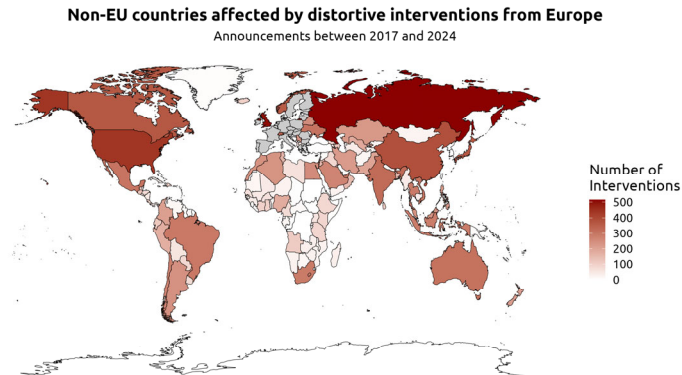 Non-EU countries affected by distortive interventions from Europe
Announcements between 2017 and 2024
Number of
Interventions
500
400
300
200
100
0